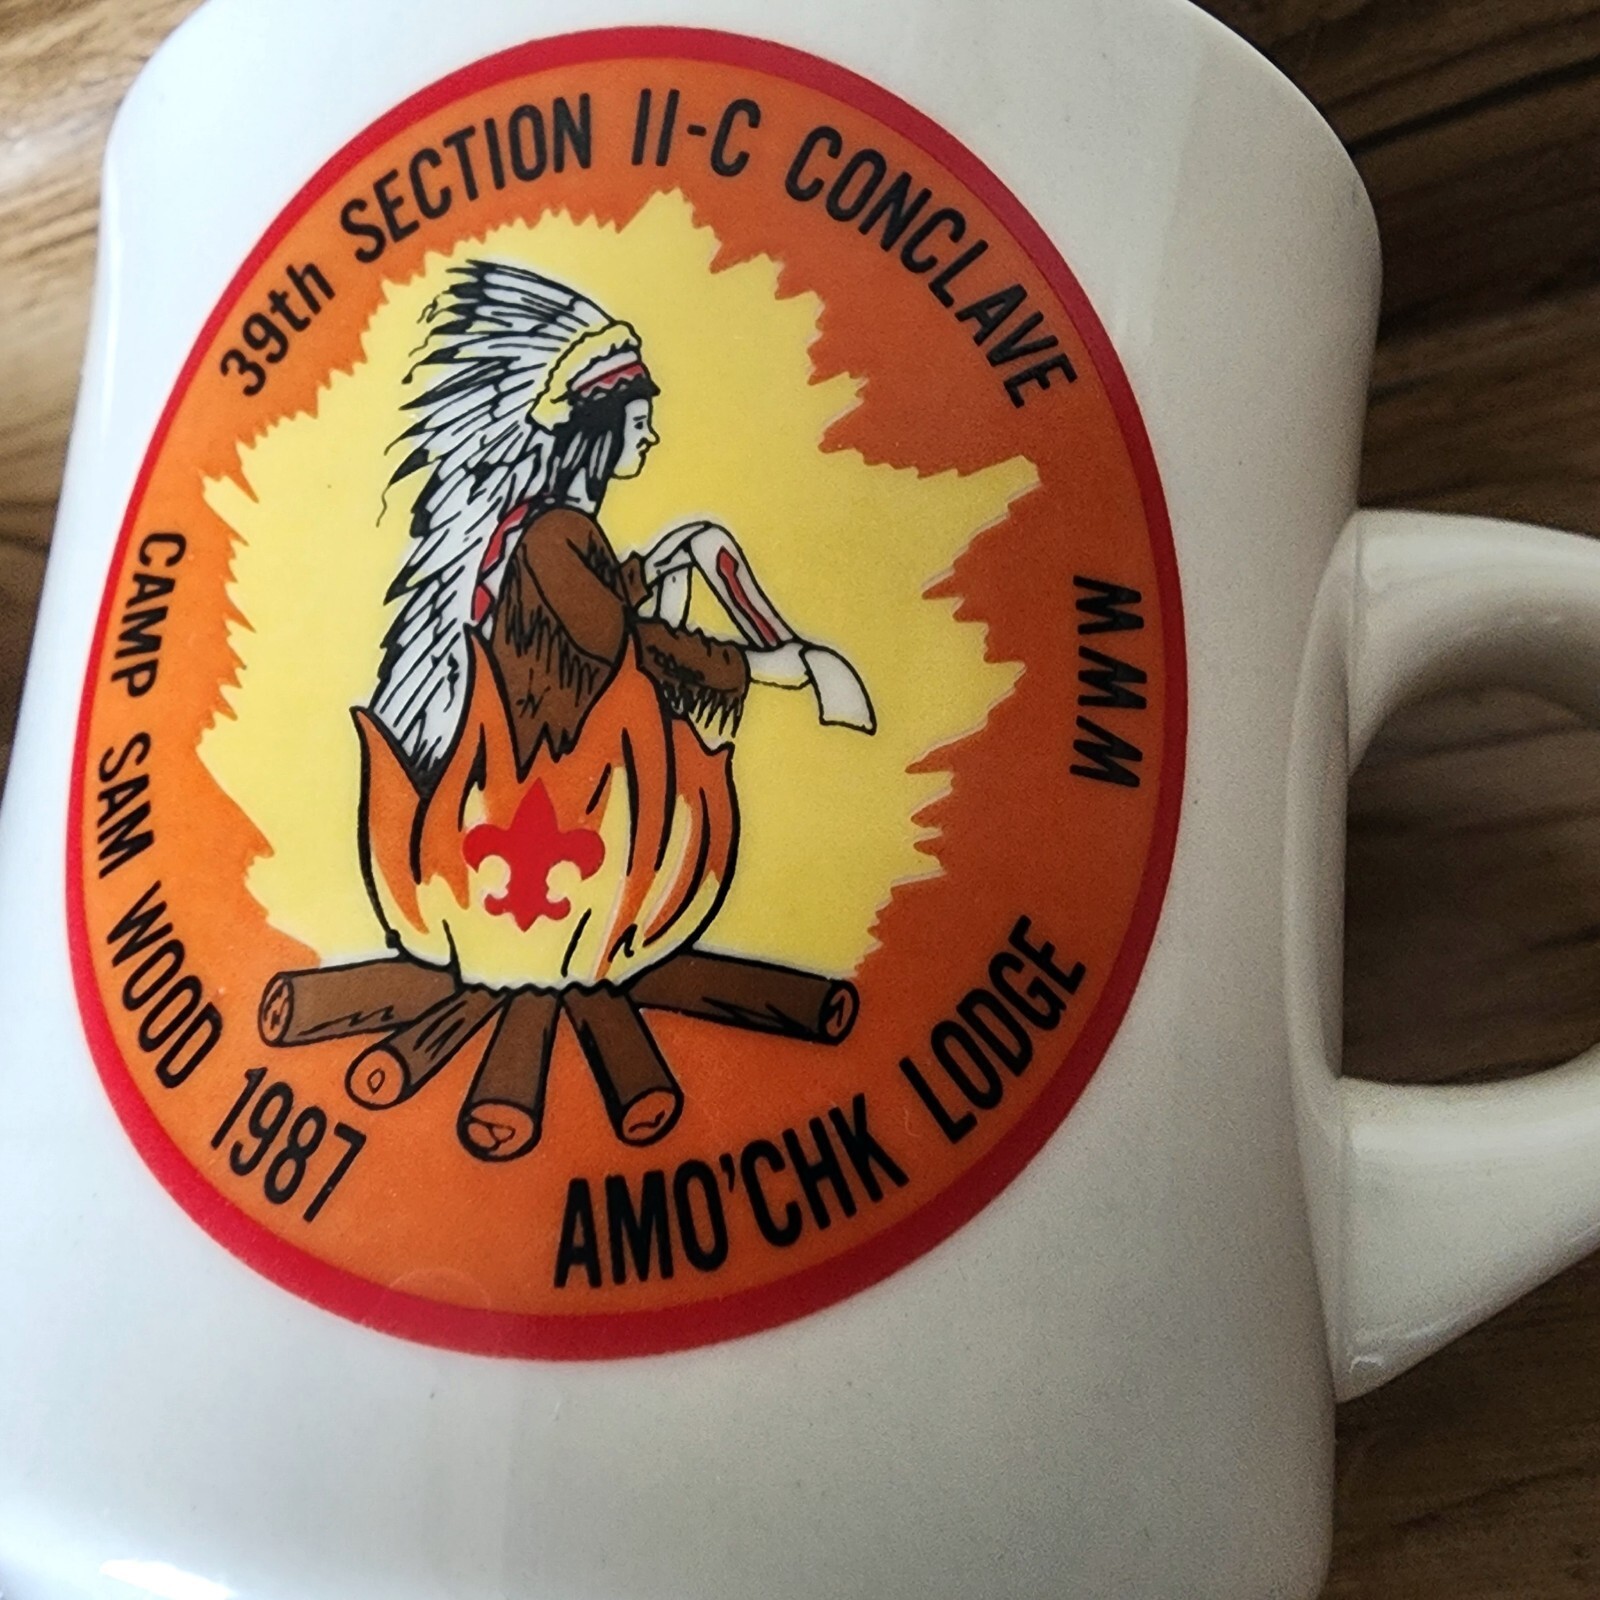 39th SECTION II-C CONCLAVE
WWW
CAMP SAM WOOD 1987
AMO'CHK LODGE